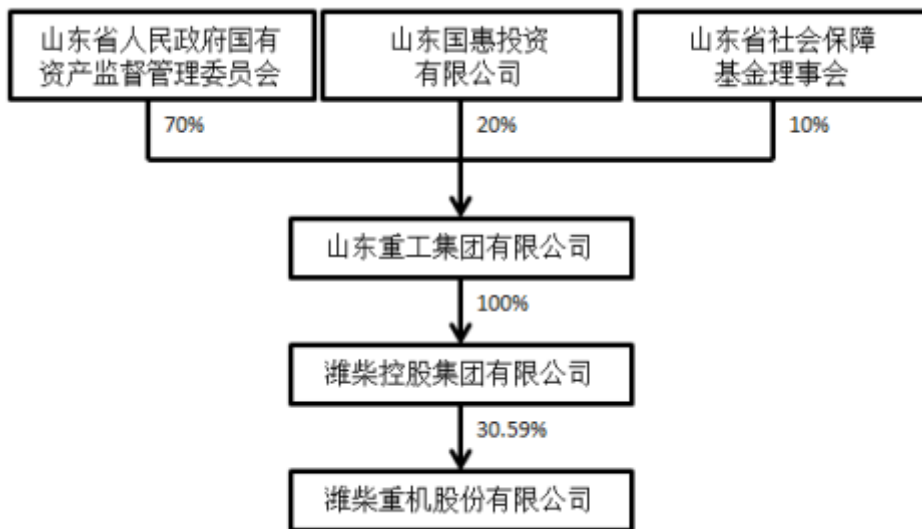 山东省人民政府国有
资产监督管理委员会
山东国惠投资
有限公司
山东省社会保障
基金理事会
70%
20%
10%
山东重工集团有限公司
100%
潍柴控股集团有限公司
30.59%
潍柴重机股份有限公司